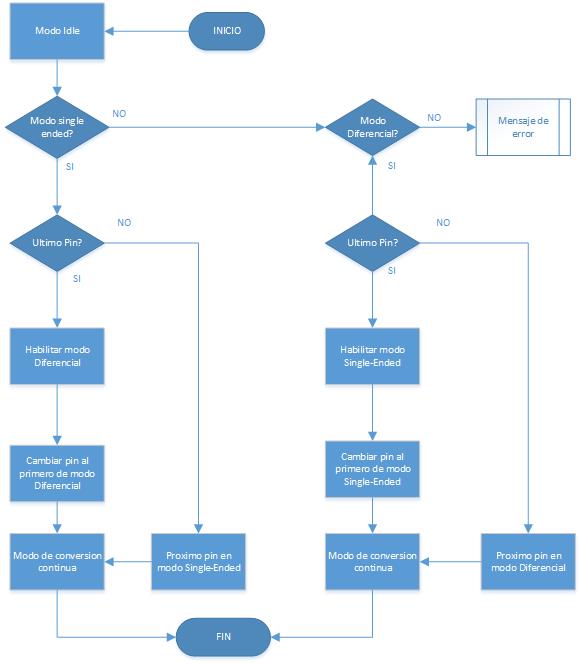 Modo Idle
INICIO
Modo single
ended?
NO
Modo
Diferencial?
NO
Mensaje de
error
SI
SI
Ultimo Pin?
NO
Ultimo Pin?
NO
SI
SI
Habilitar modo
Diferencial
Habilitar modo
Single-Ended
Cambiar pin al
primero de modo
Diferencial
Cambiar pin al
primero de modo
Single-Ended
Modo de conversion
continua
Proximo pin en
modo Single-Ended
Modo de conversion
continua
Proximo pin en
modo Diferencial
FIN